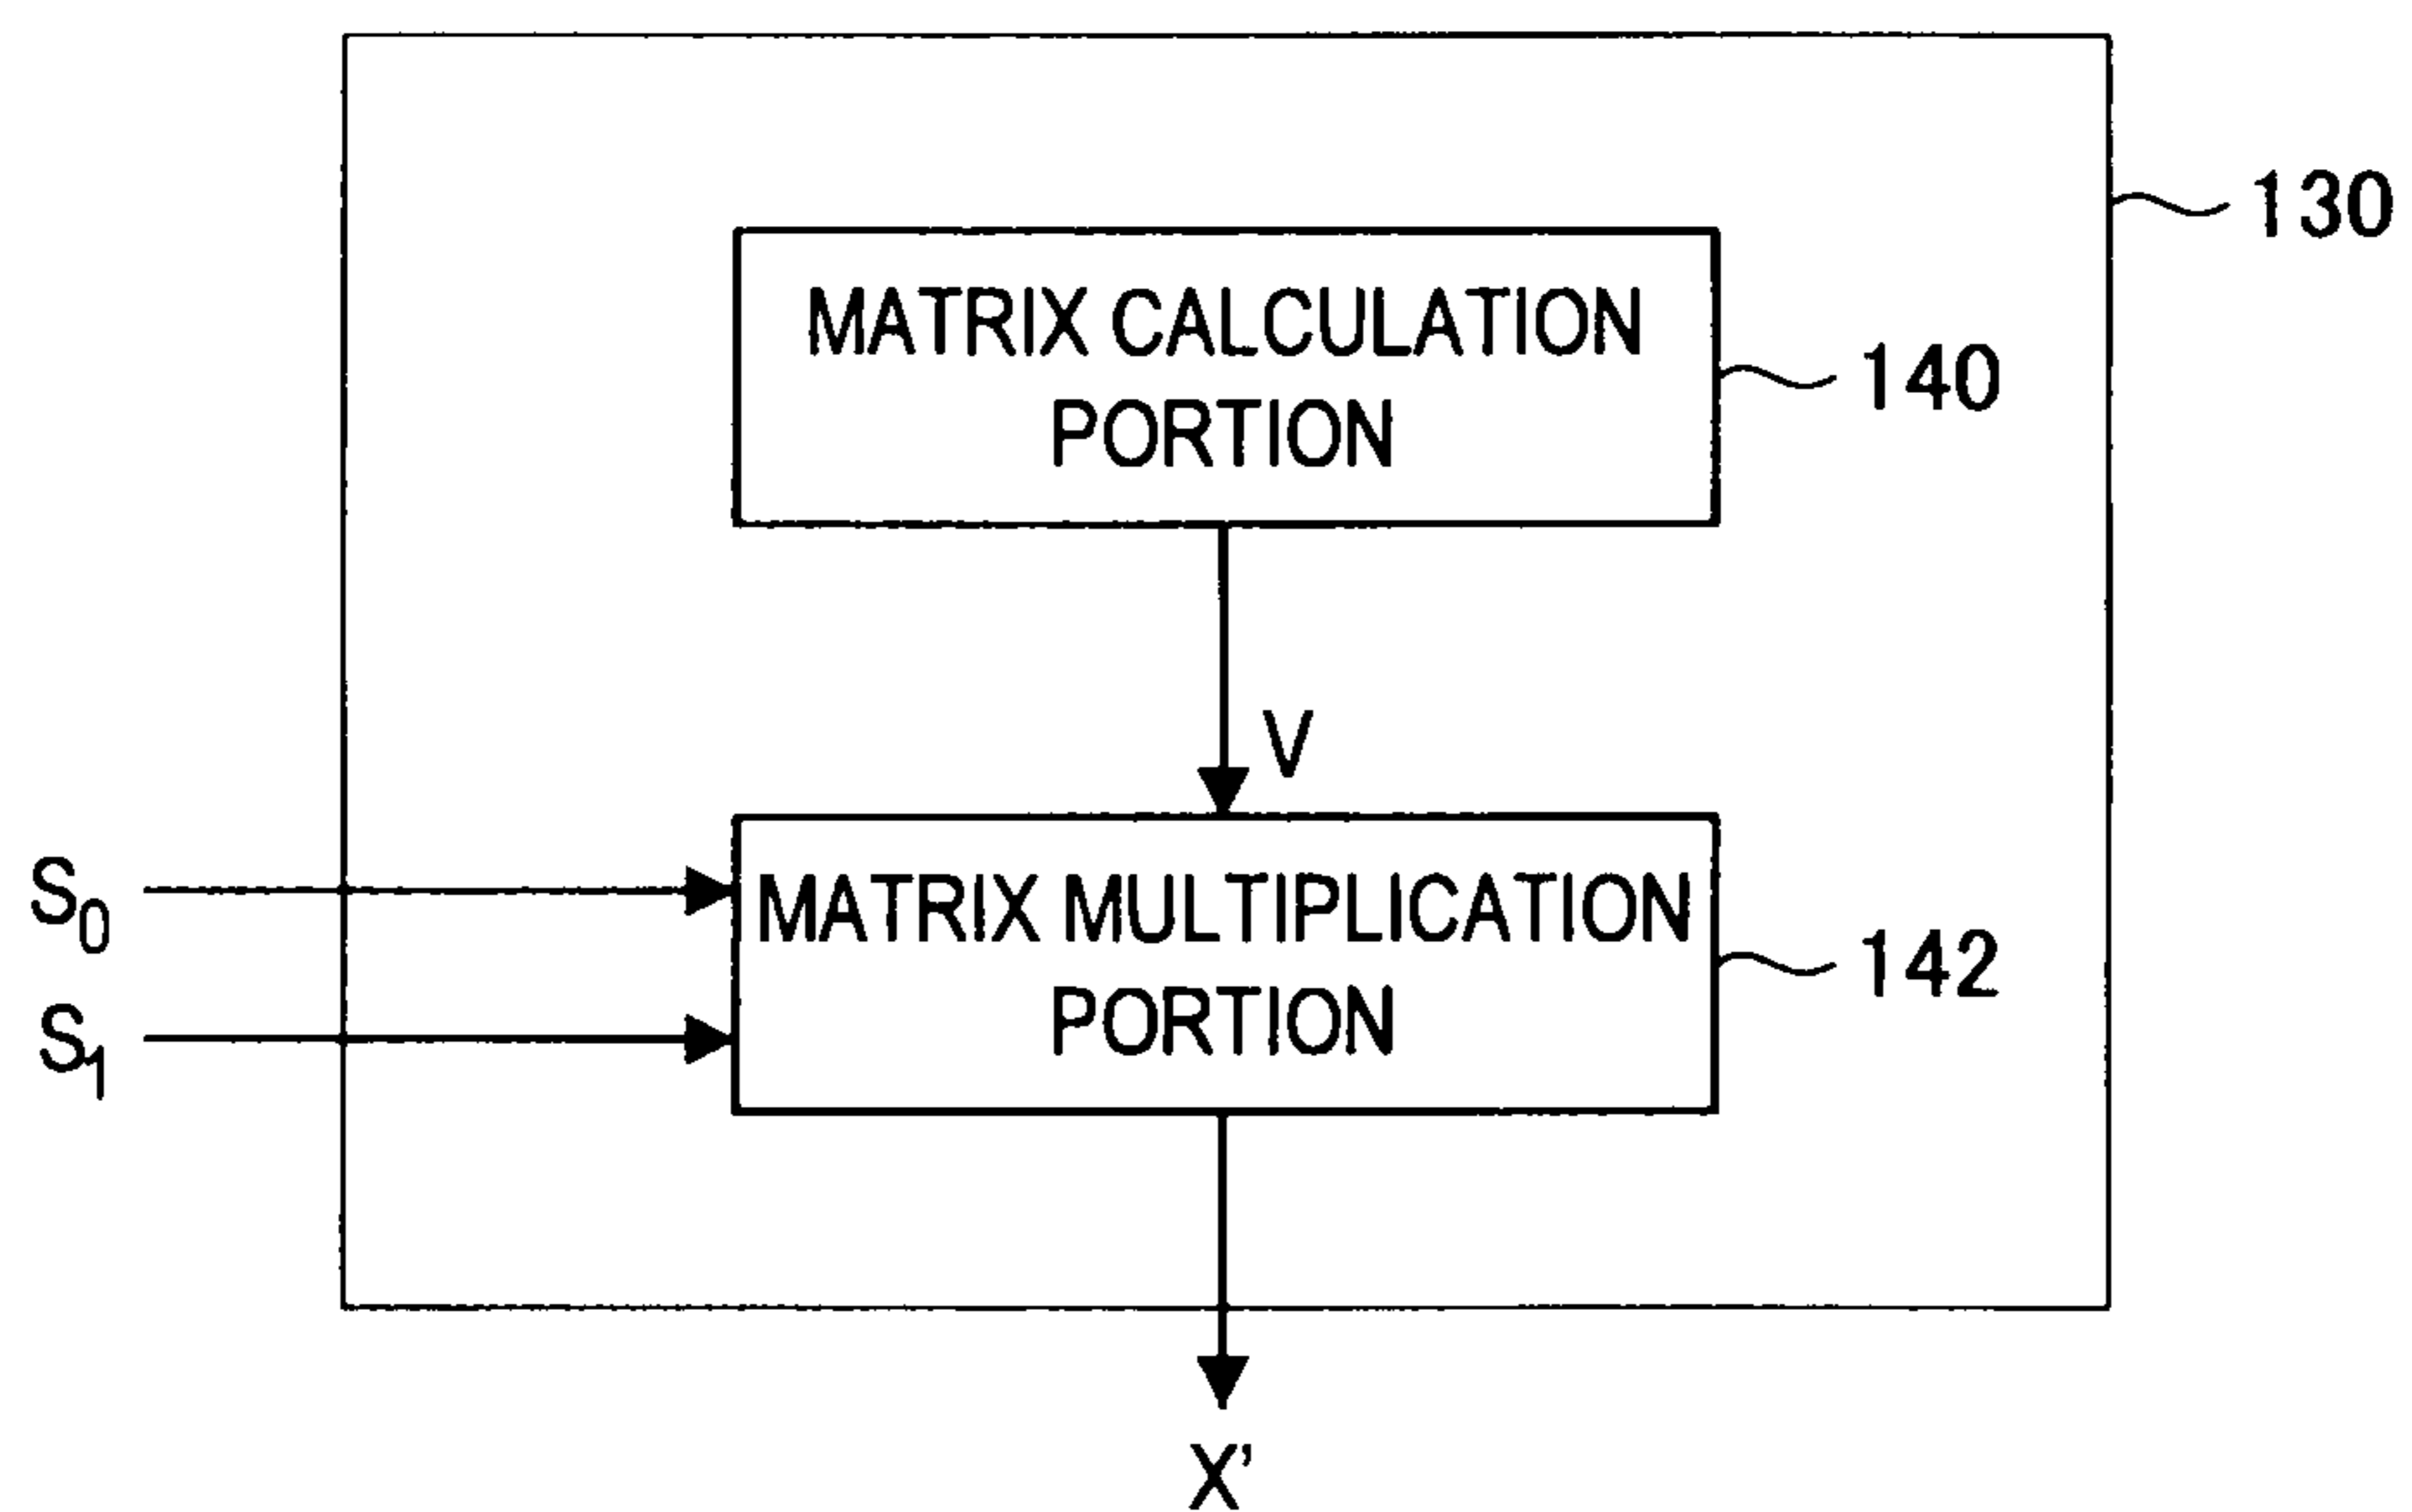 130
MATRIX CALCULATION
PORTION
140
V
S0
MATRIX MULTIPLICATION
PORTION
142
S1
X'